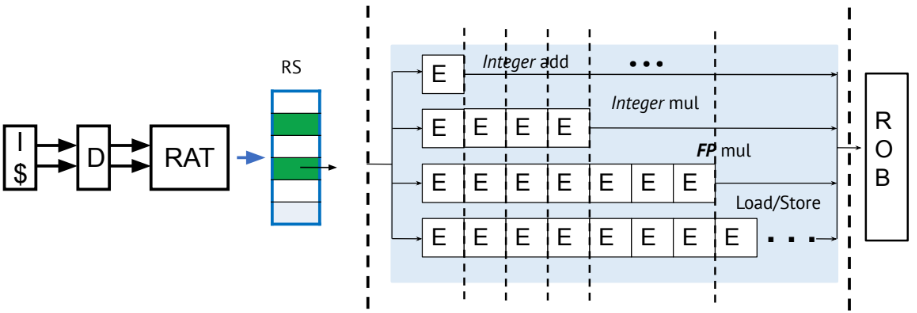 I
$
D
RAT
RS
E
Integer add
...
E E E E
Integer mul
E E E E E E E
FP mul
E E E E E E E E
Load/Store
...
R
O
B